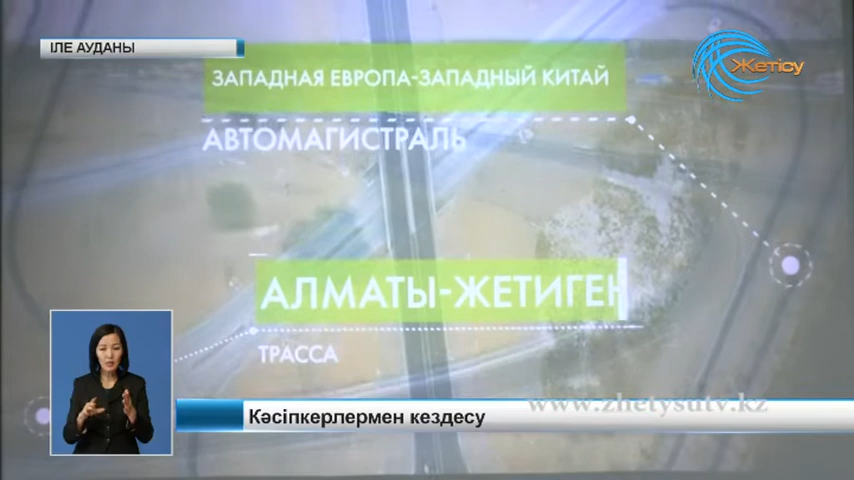 ІЛЕ АУДАНЫ
Жетісу
ЗАПАДНАЯ ЕВРОПА-ЗАПАДНЫЙ КИТАЙ
АВТОМАГИСТРАЛЬ
АЛМАТЫ-ЖЕТИГЕН
ТРАССА
www.zhetysutv.kz
Кәсіпкерлермен кездесу